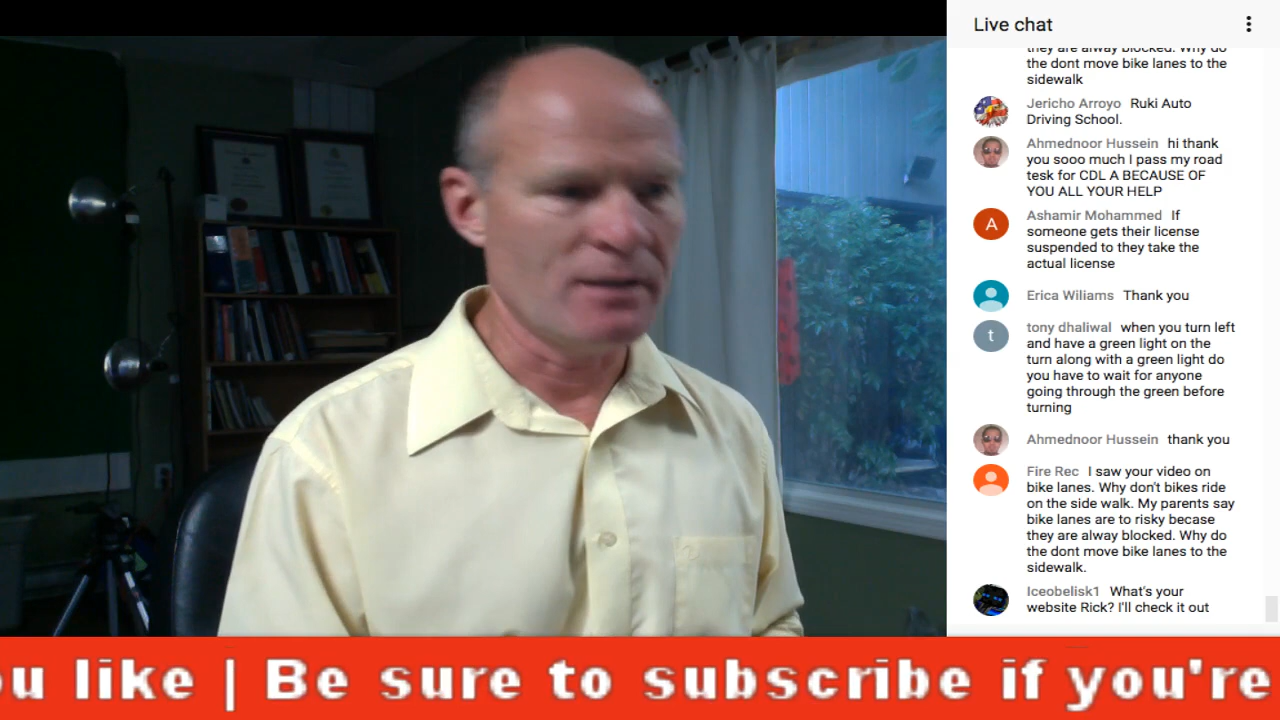 Live chat
they are alway blocked. Why do
the dont move bike lanes to the
sidewalk
Jericho Arroyo Ruki Auto
Driving School.
Ahmednoor Hussein hi thank
you sooo much I pass my road
tesk for CDL A BECAUSE OF
YOU ALL YOUR HELP
A
Ashamir Mohammed If
someone gets their license
suspended to they take the
actual license
Erica Wiliams Thank you
t
tony dhaliwal when you turn left
and have a green light on the
turn along with a green light do
you have to wait for anyone
going through the green before
turning
Ahmednoor Hussein thank you
Fire Rec I saw your video on
bike lanes. Why don't bikes ride
on the side walk. My parents say
bike lanes are to risky becase
they are alway blocked. Why do
the dont move bike lanes to the
sidewalk.
Iceobelisk1 What's your
website Rick? I'll check it out
ou like | Be sure to subscribe if you're